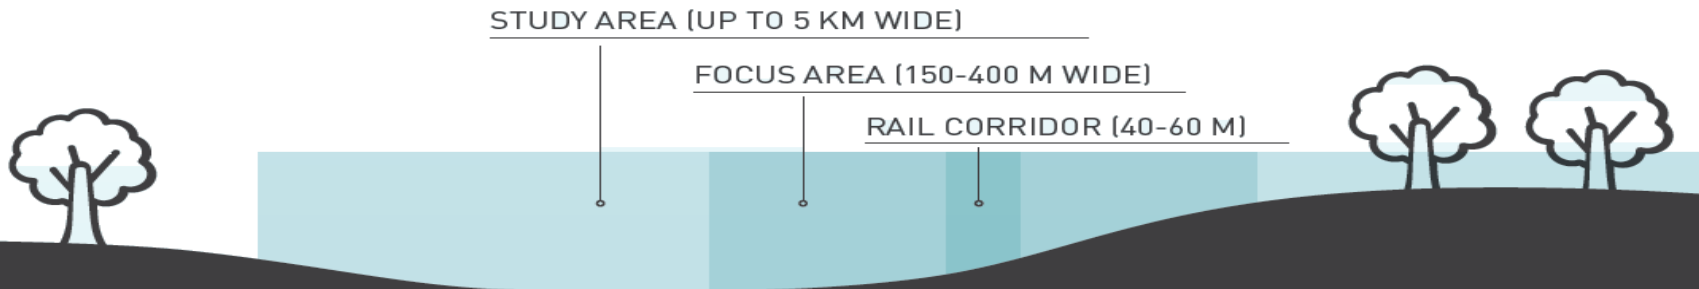 STUDY AREA (UP TO 5 KM WIDE)
FOCUS AREA (150-400 M WIDE)
RAIL CORRIDOR (40-60 M)